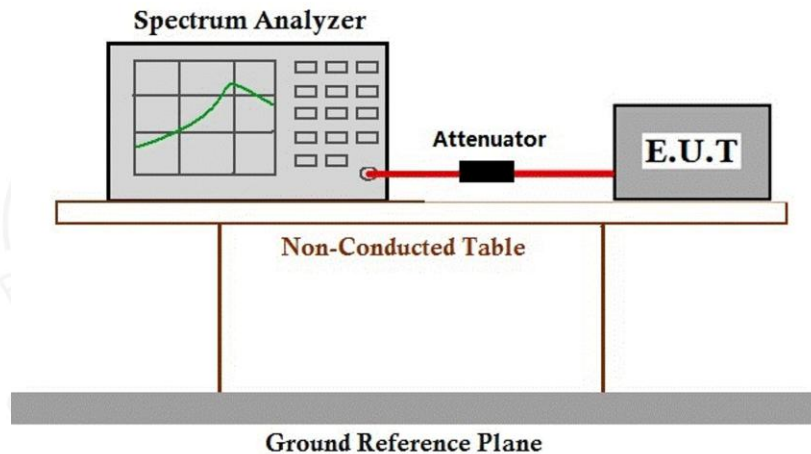 Spectrum Analyzer
Attenuator
E.U.T
Non-Conducted Table
Ground Reference Plane